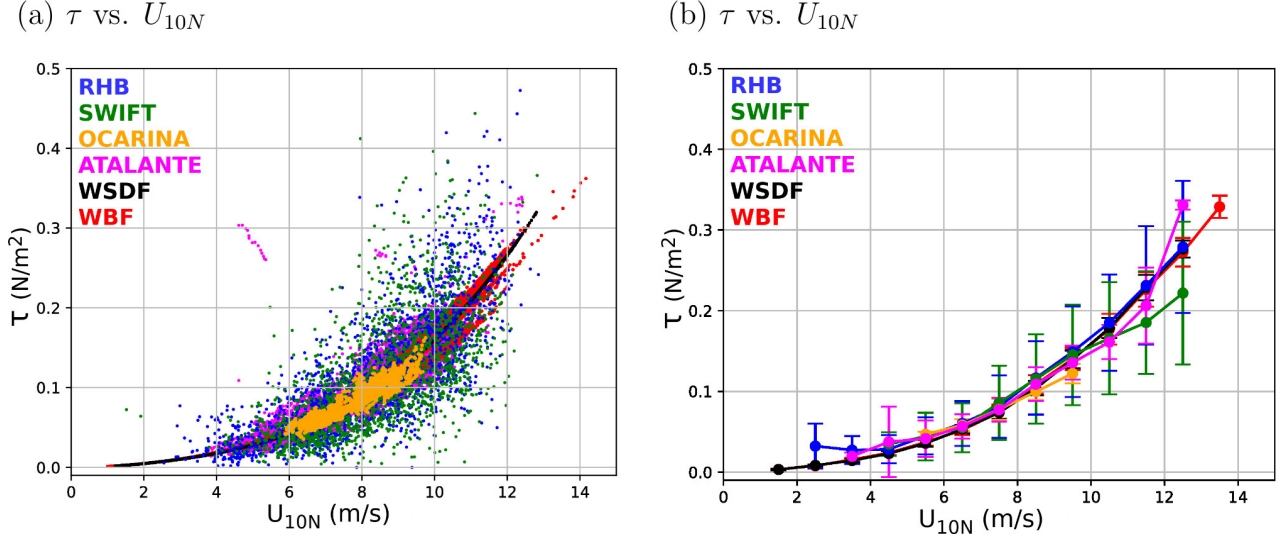 (a) τ vs. U10N
(b) τ vs. U10N
0.5
0.4
0.3
0.2
0.1
0.0
τ (N/m²)
RHB
SWIFT
OCARINA
ATALANTE
WSDF
WBF
0 2 4 6 8 10 12 14
U10N (m/s)
0.5
0.4
0.3
0.2
0.1
0.0
τ (N/m²)
RHB
SWIFT
OCARINA
ATALANTE
WSDF
WBF
0 2 4 6 8 10 12 14
U10N (m/s)